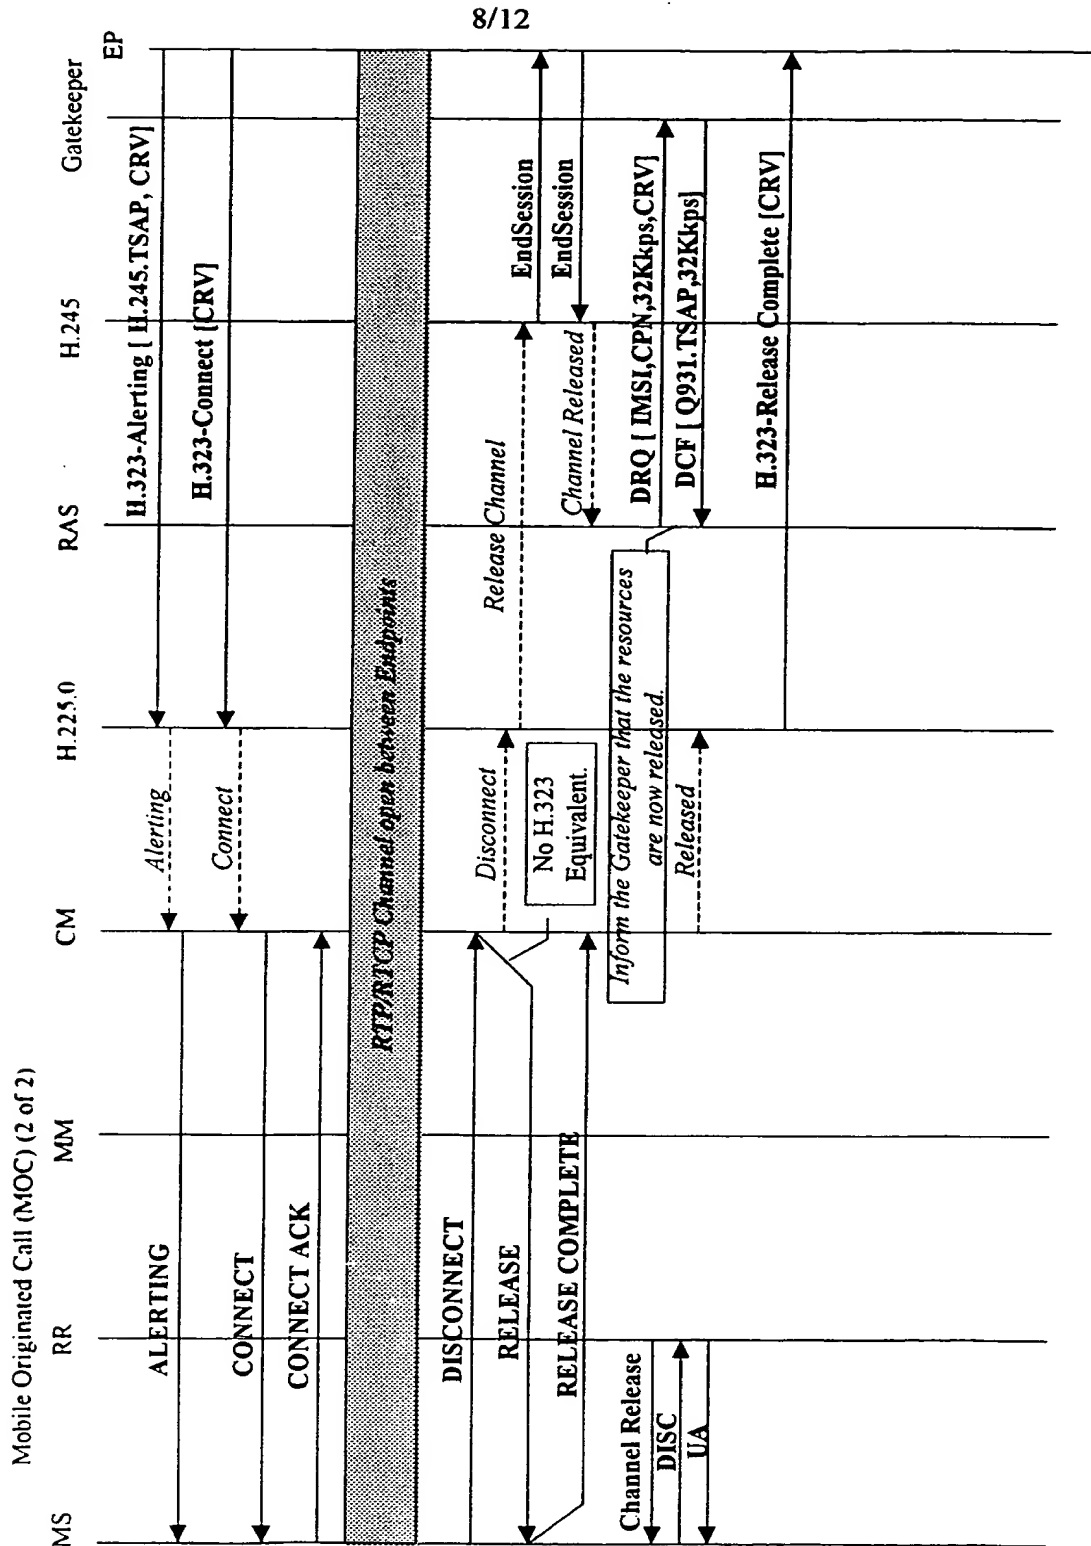 8/12
Mobile Originated Call (MOC) (2 of 2)
MS
RR
MM
CM
H.225.0
RAS
H.245
Gatekeeper
EP
H.323-Alerting [ H.245.TSAP, CRV]
Alerting
ALERTING
H.323-Connect [CRV]
Connect
CONNECT
CONNECT ACK
RTP/RTCP Channel open between Endpoints
DISCONNECT
Disconnect
Release Channel
EndSession
RELEASE
No H.323
Equivalent.
EndSession
Channel Released
RELEASE COMPLETE
Inform the Gatekeeper that the resources
are now released.
DRQ [ IMSI,CPN,32Kkps,CRV]
DCF [ Q931.TSAP,32Kkps]
Channel Release
DISC
UA
Released
H.323-Release Complete [CRV]